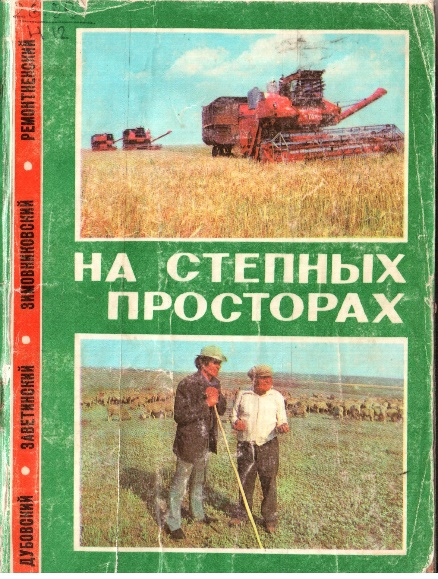 НА СТЕПНЫХ
ПРОСТОРАХ
ДУБОВСКИЙ • ЗАВЕТИНСКИЙ • ЗИМОВНИКОВСКИЙ • РЕМОНТНЕНСКИЙ